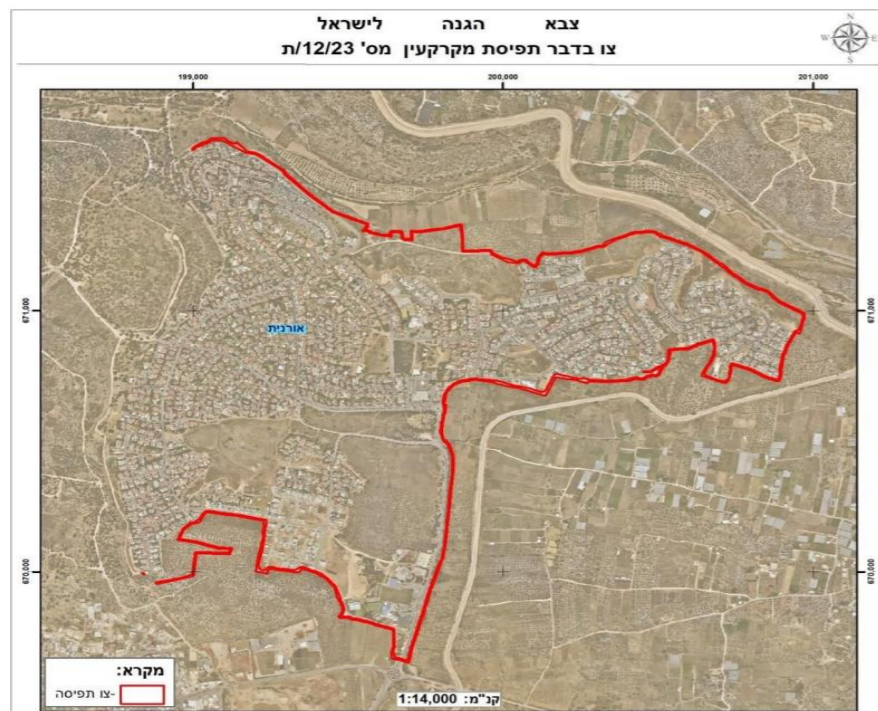 צבא הגנה לישראל
צו בדבר תפיסת מקרקעין מס' 12/23/ת
N
W E
S
199,000 200,000 201,000
671,000 671,000
אורנית
670,000 670,000
מקרא:
-צו תפיסה
קנ"מ: 1:14,000